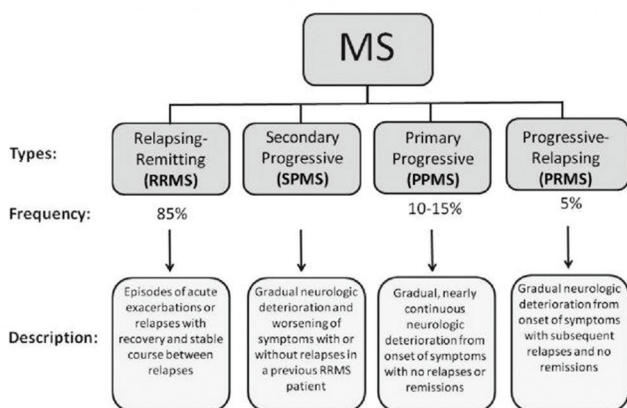 MS
Types:
Relapsing-
Remitting
(RRMS)
Secondary
Progressive
(SPMS)
Primary
Progressive
(PPMS)
Progressive-
Relapsing
(PRMS)
Frequency:
85%
10-15%
5%
Description:
Episodes of acute
exacerbations or
relapses with
recovery and stable
course between
relapses
Gradual neurologic
deterioration and
worsening of
symptoms with or
without relapses in
a previous RRMS
patient
Gradual, nearly
continuous
neurologic
deterioration from
onset of symptoms
with no relapses or
remissions
Gradual neurologic
deterioration from
onset of symptoms
with subsequent
relapses and no
remissions